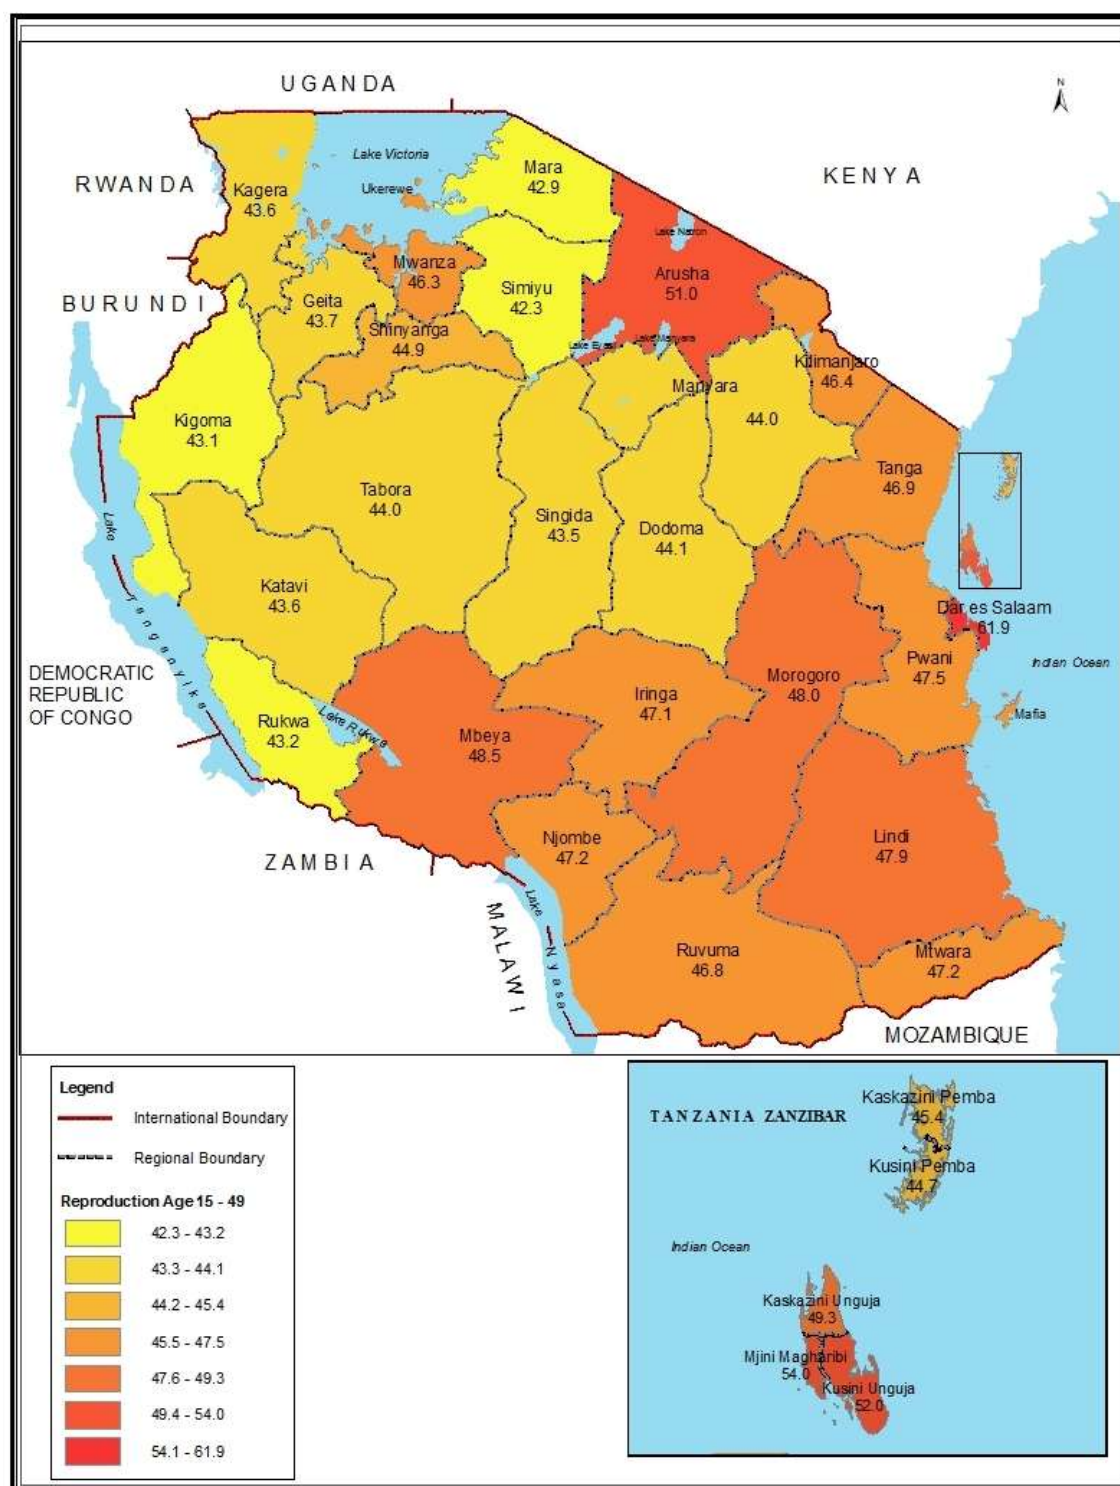 N
UGANDA
KENYA
RWANDA
BURUNDI
Lake Victoria
Ukerewe
Mara
42.9
Kagera
43.6
Lake Natron
Mwanza
46.3
Simiyu
42.3
Arusha
51.0
Geita
43.7
Shinyanga
44.9
Lake Eyasi
Lake Manyara
Kilimanjaro
46.4
Manyara
44.0
Kigoma
43.1
Tanga
46.9
Tabora
44.0
Singida
43.5
Dodoma
44.1
Katavi
43.6
Lake Tanganyika
Dar es Salaam
61.9
Pwani
47.5
Indian Ocean
Mafia
DEMOCRATIC
REPUBLIC
OF CONGO
Rukwa
43.2
Lake Rukwa
Mbeya
48.5
Iringa
47.1
Morogoro
48.0
Njombe
47.2
Lindi
47.9
ZAMBIA
MALAWI
Lake Nyasa
Ruvuma
46.8
Mtwara
47.2
MOZAMBIQUE
Legend
International Boundary
Regional Boundary
Reproduction Age 15 - 49
42.3 - 43.2
43.3 - 44.1
44.2 - 45.4
45.5 - 47.5
47.6 - 49.3
49.4 - 54.0
54.1 - 61.9
TANZANIA ZANZIBAR
Kaskazini Pemba
45.4
Kusini Pemba
44.7
Indian Ocean
Kaskazini Unguja
49.3
Mjini Magharibi
54.0
Kusini Unguja
52.0